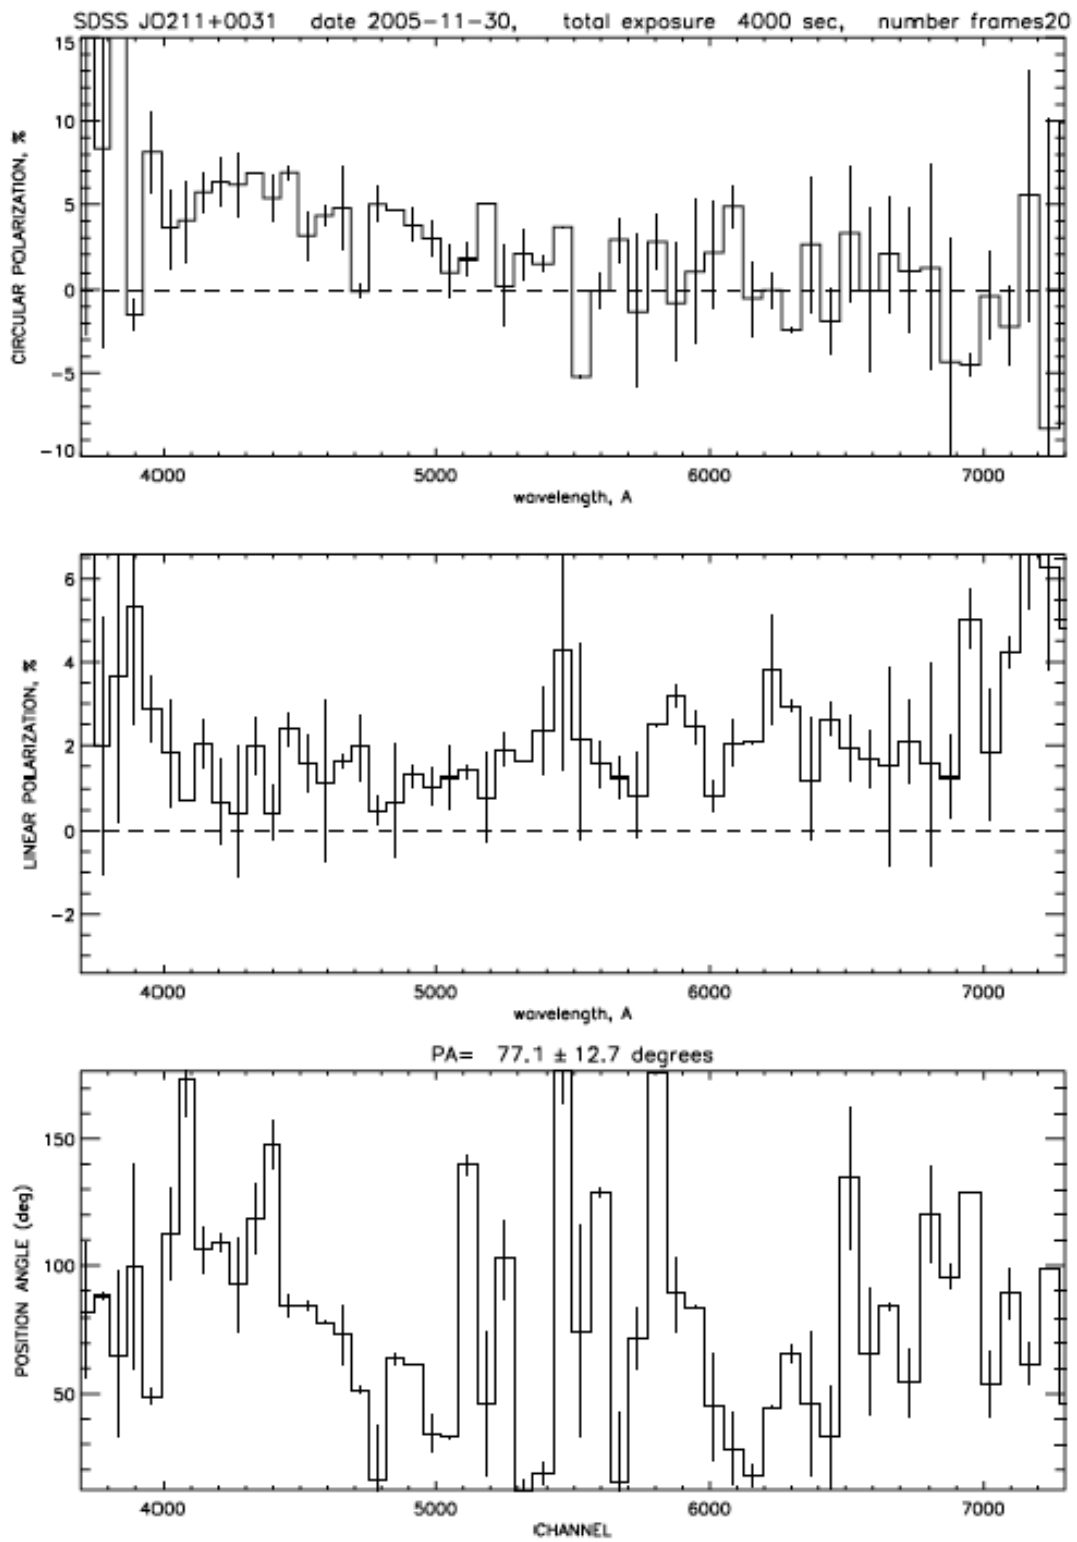 SDSS JO211+0031 date 2005-11-30, total exposure 4000 sec, number frames20
15
10
5
0
-5
-10
CIRCULAR POLARIZATION, %
4000 5000 6000 7000
wavelength, A
6
4
2
0
-2
LINEAR POLARIZATION, %
4000 5000 6000 7000
wavelength, A
PA= 77.1 ± 12.7 degrees
150
100
50
POSITION ANGLE (deg)
4000 5000 6000 7000
ICHANNEL